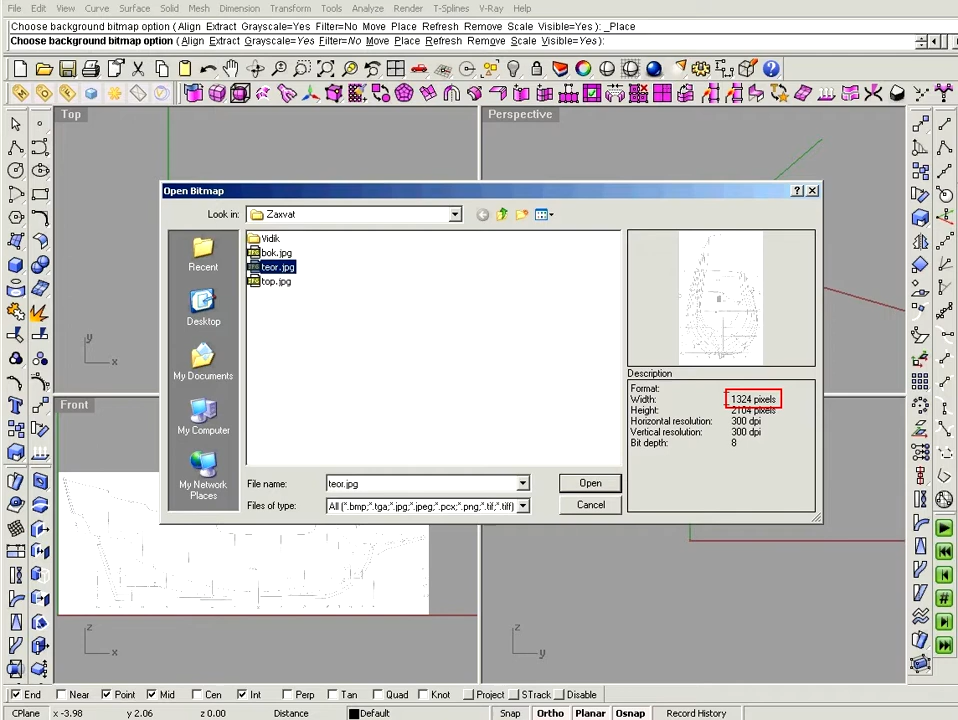 File Edit View Curve Surface Solid Mesh Dimension Transform Tools Analyze Render T-Splines V-Ray Help
Choose background bitmap option ( Align Extract Grayscale=Yes Filter=No Move Place Refresh Remove Scale Visible=Yes ): _Place
Choose background bitmap option ( Align Extract Grayscale=Yes Filter=No Move Place Refresh Remove Scale Visible=Yes ):
Top
Perspective
Open Bitmap
Look in:
Zaxvat
Vidik
bok.jpg
teor.jpg
top.jpg
Recent
Desktop
My Documents
My Computer
My Network
Places
Description
Format:
Width: 1324 pixels
Height: 2104 pixels
Horizontal resolution: 300 dpi
Vertical resolution: 300 dpi
Bit depth: 8
File name: teor.jpg
Open
Files of type: All (*.bmp;*.tga;*.jpg;*.jpeg;*.pcx;*.png;*.tif;*.tiff)
Cancel
y
x
Front
z
x
z
y
End Near Point Mid Cen Int Perp Tan Quad Knot Project STrack Disable
CPlane x -3.98 y 2.06 z 0.00 Distance Default Snap Ortho Planar Osnap Record History